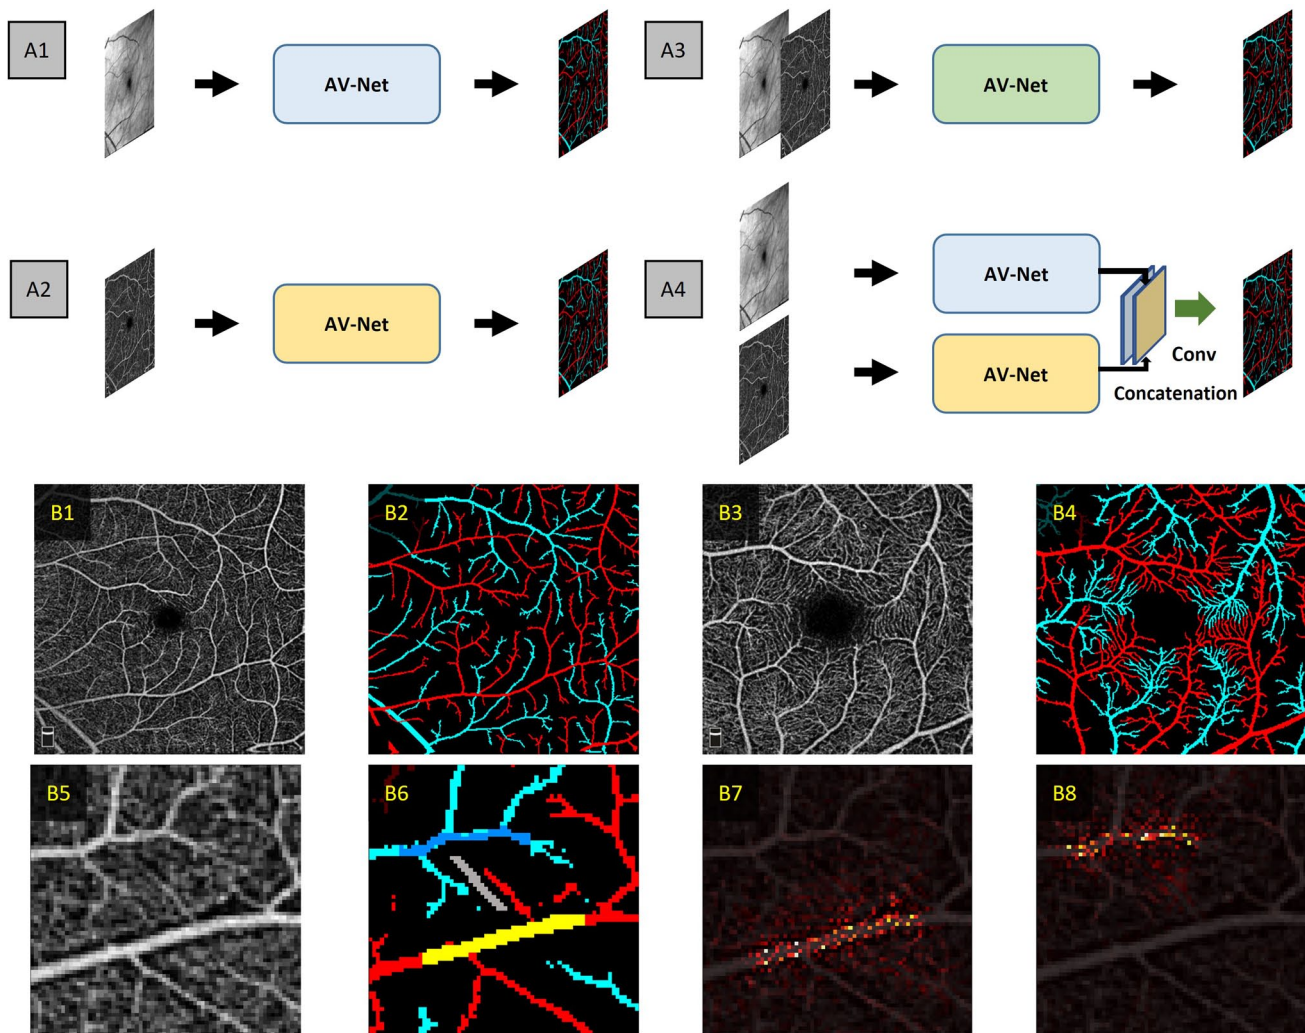 A1
AV-Net
A3
AV-Net
A2
AV-Net
A4
AV-Net
AV-Net
Conv
Concatenation
B1
B2
B3
B4
B5
B6
B7
B8